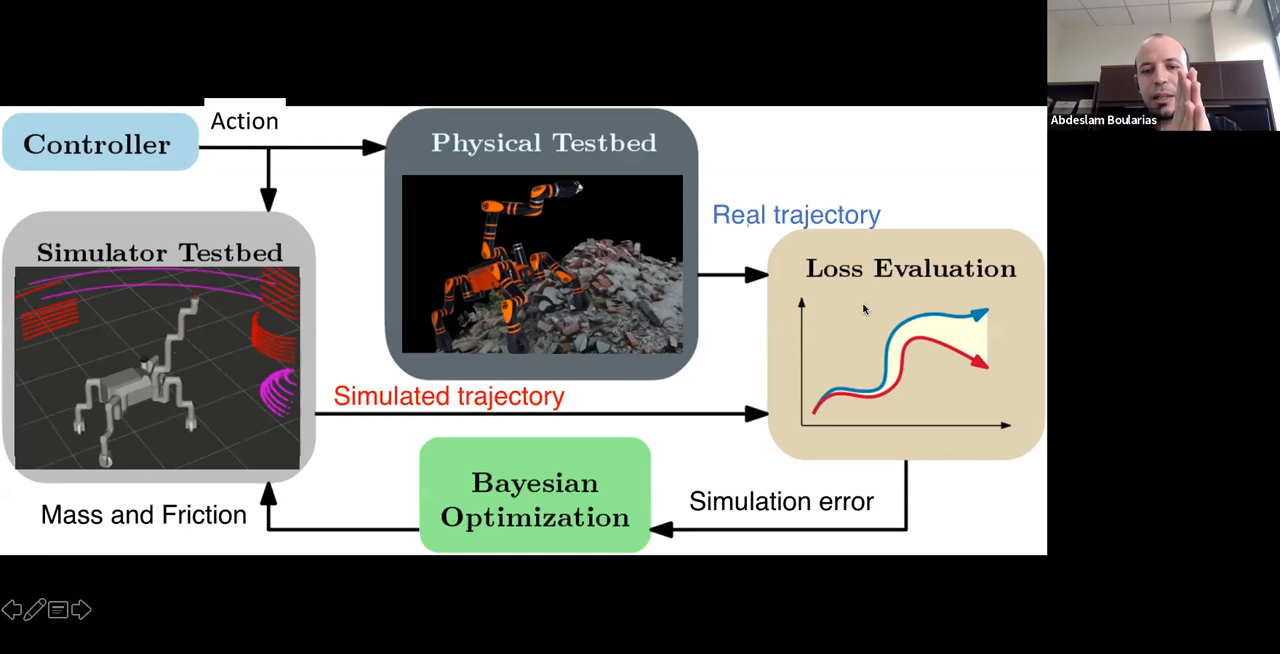 Abdeslam Boularias
Action
Controller
Physical Testbed
Real trajectory
Simulator Testbed
Loss Evaluation
Simulated trajectory
Bayesian
Optimization
Simulation error
Mass and Friction